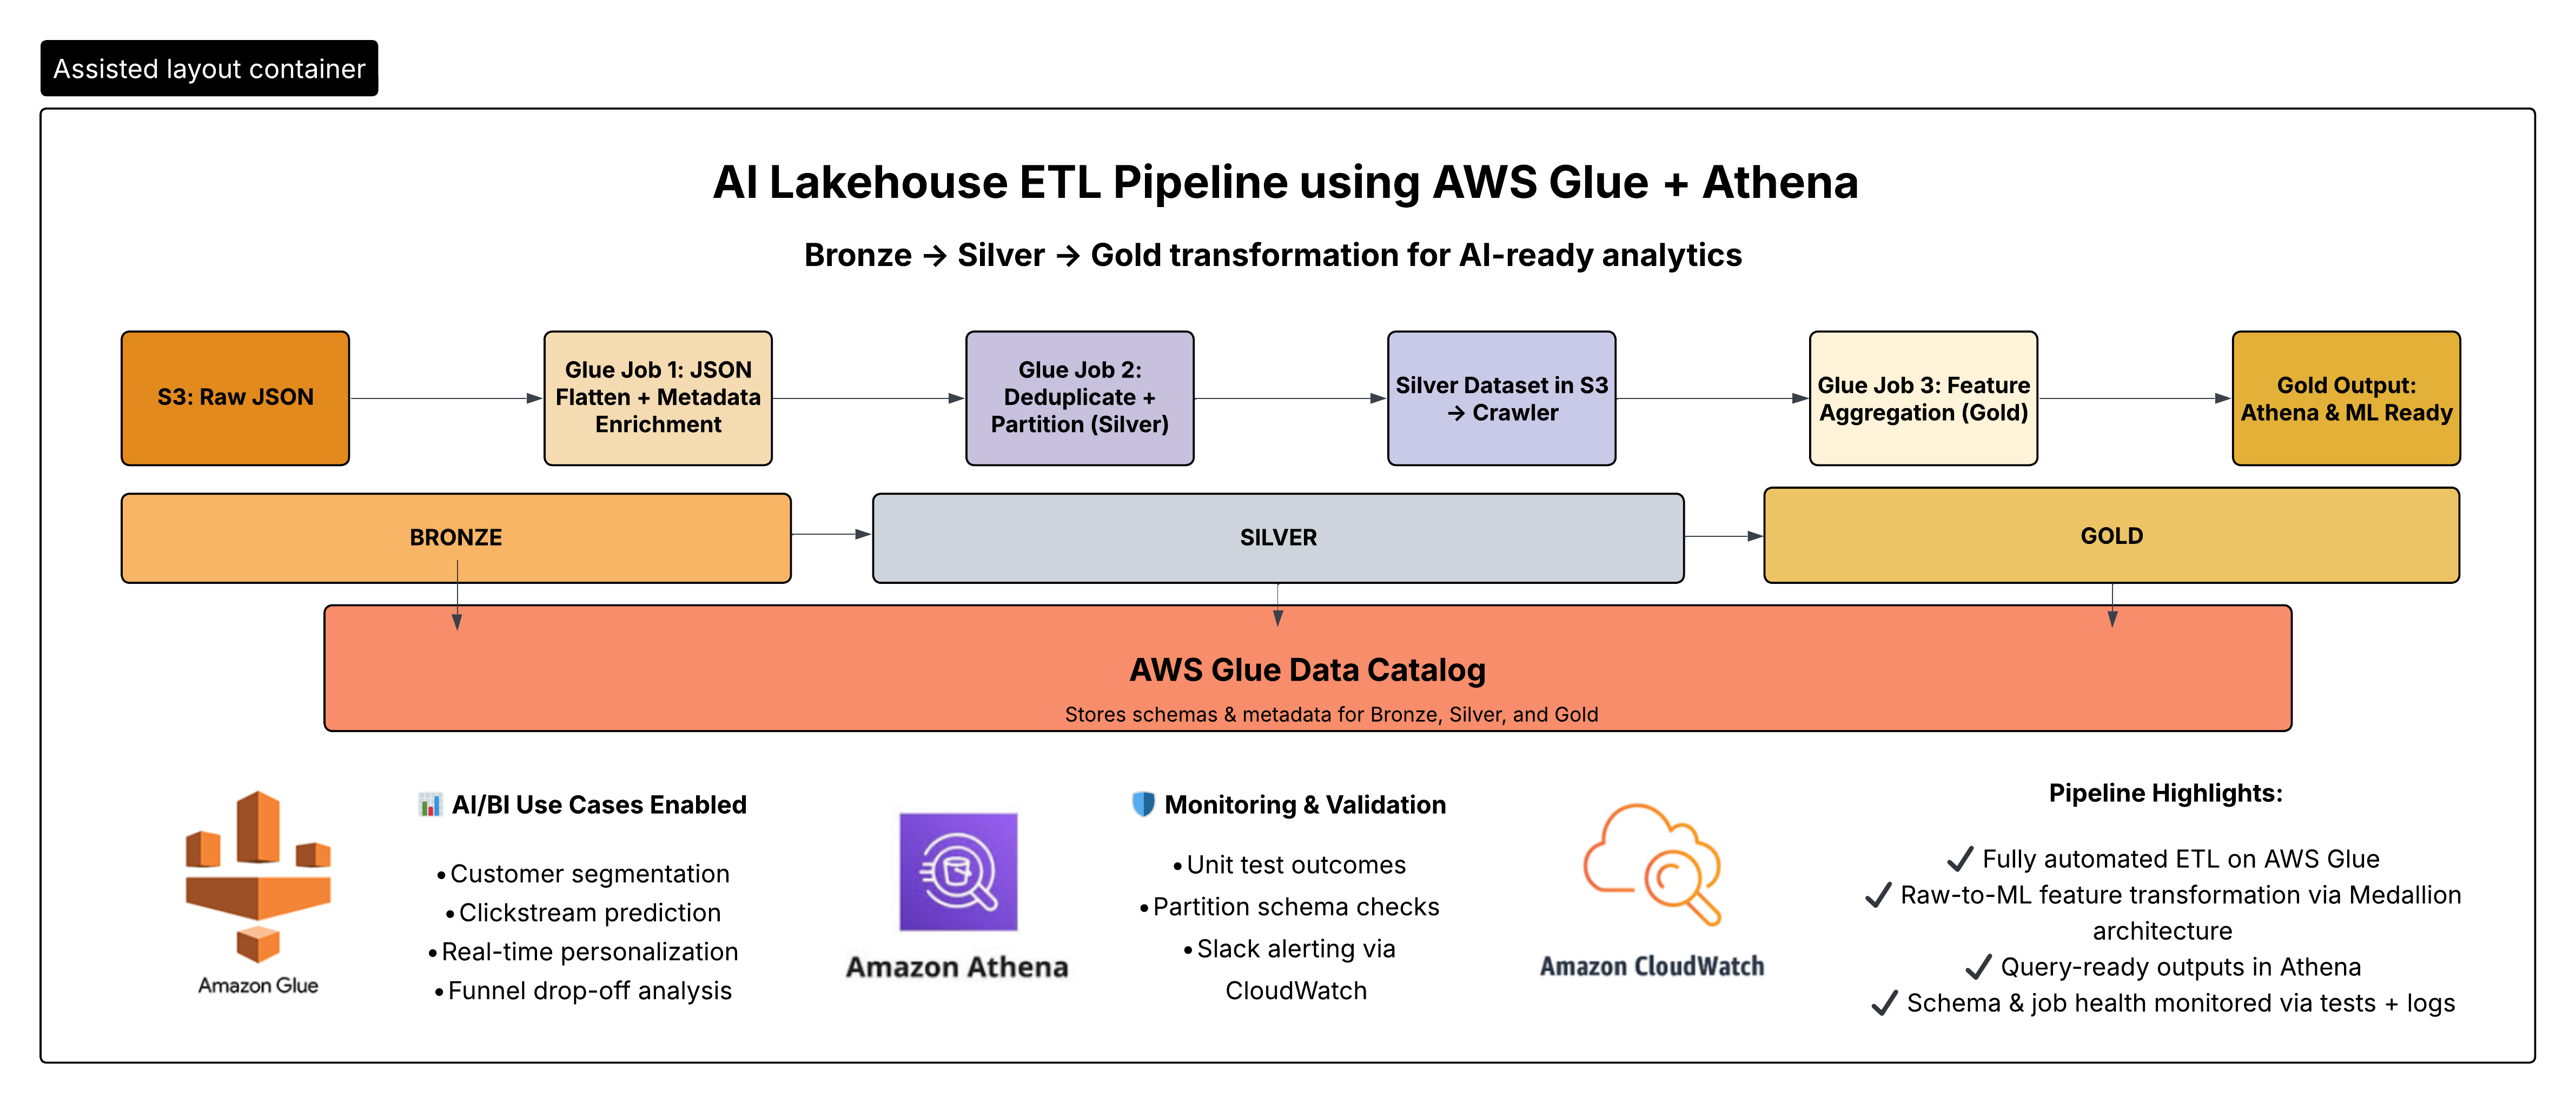 Assisted layout container
AI Lakehouse ETL Pipeline using AWS Glue + Athena
Bronze → Silver → Gold transformation for AI-ready analytics
S3: Raw JSON
Glue Job 1: JSON
Flatten + Metadata
Enrichment
Glue Job 2:
Deduplicate +
Partition (Silver)
Silver Dataset in S3
→ Crawler
Glue Job 3: Feature
Aggregation (Gold)
Gold Output:
Athena & ML Ready
BRONZE
SILVER
GOLD
AWS Glue Data Catalog
Stores schemas & metadata for Bronze, Silver, and Gold
Amazon Glue
📊 AI/BI Use Cases Enabled
• Customer segmentation
• Clickstream prediction
• Real-time personalization
• Funnel drop-off analysis
Amazon Athena
🛡️ Monitoring & Validation
• Unit test outcomes
• Partition schema checks
• Slack alerting via
CloudWatch
Amazon CloudWatch
Pipeline Highlights:
✔ Fully automated ETL on AWS Glue
✔ Raw-to-ML feature transformation via Medallion
architecture
✔ Query-ready outputs in Athena
✔ Schema & job health monitored via tests + logs